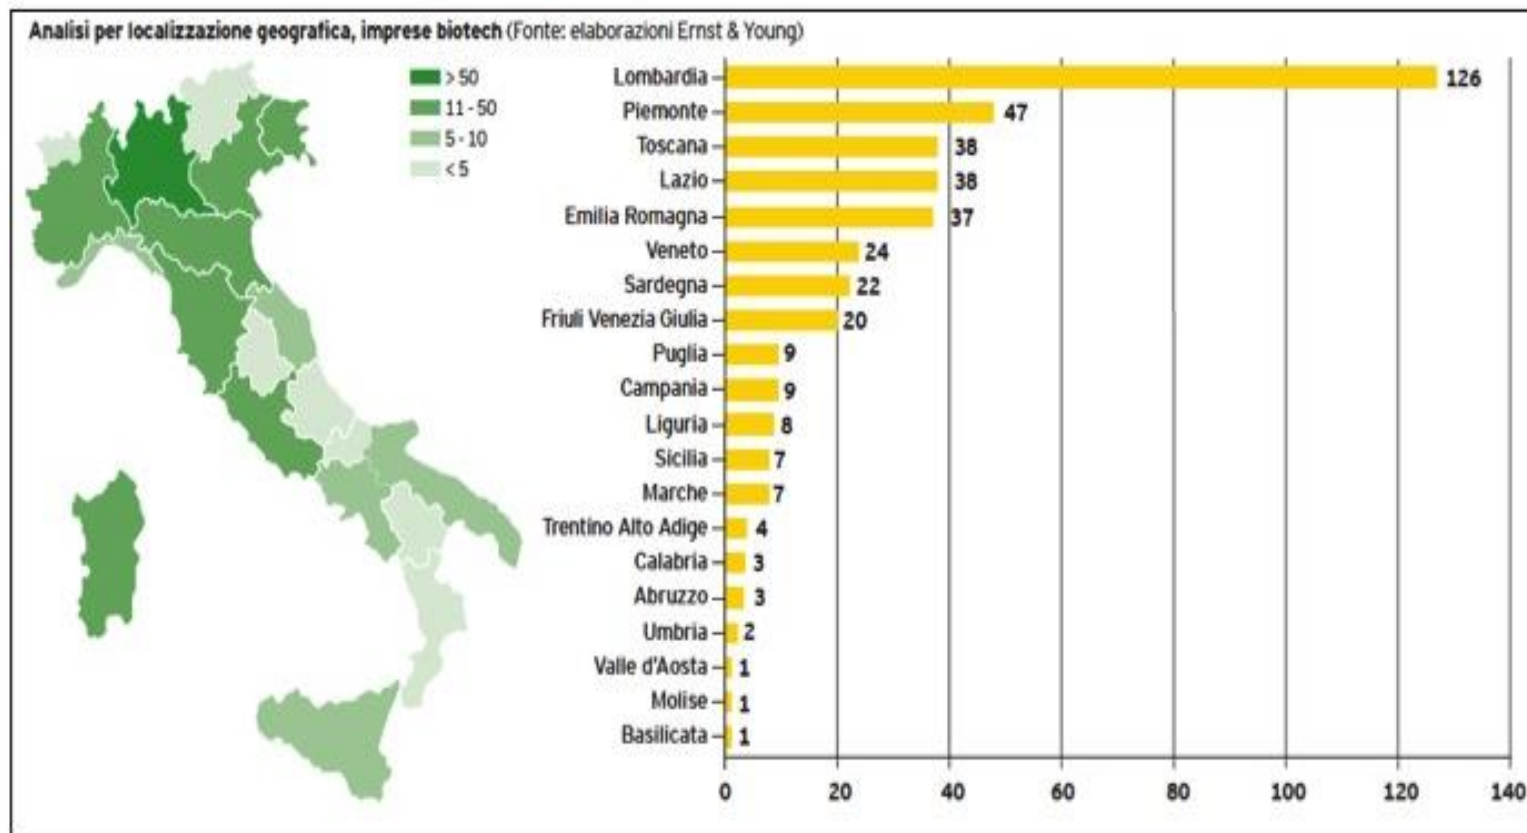 Analisi per localizzazione geografica, imprese biotech (Fonte: elaborazioni Ernst & Young)
> 50
11 - 50
5 - 10
< 5
Lombardia 126
Piemonte 47
Toscana 38
Lazio 38
Emilia Romagna 37
Veneto 24
Sardegna 22
Friuli Venezia Giulia 20
Puglia 9
Campania 9
Liguria 8
Sicilia 7
Marche 7
Trentino Alto Adige 4
Calabria 3
Abruzzo 3
Umbria 2
Valle d'Aosta 1
Molise 1
Basilicata 1
0 20 40 60 80 100 120 140